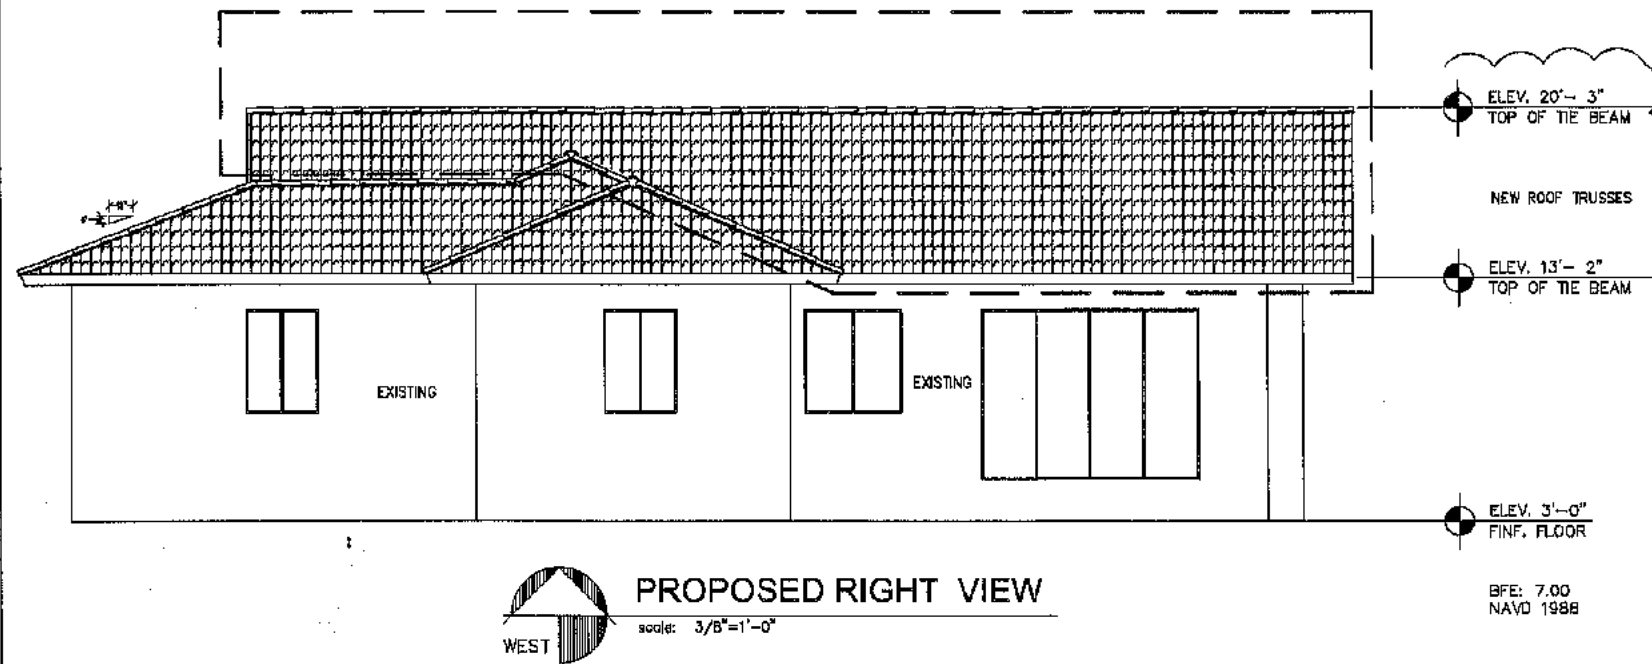 ELEV. 20'- 3"
TOP OF TIE BEAM
NEW ROOF TRUSSES
ELEV. 13'- 2"
TOP OF TIE BEAM
EXISTING
EXISTING
ELEV. 3'-0"
FINF. FLOOR
PROPOSED RIGHT VIEW
scale: 3/8"=1'-0"
WEST
BFE: 7.00
NAVD 1988